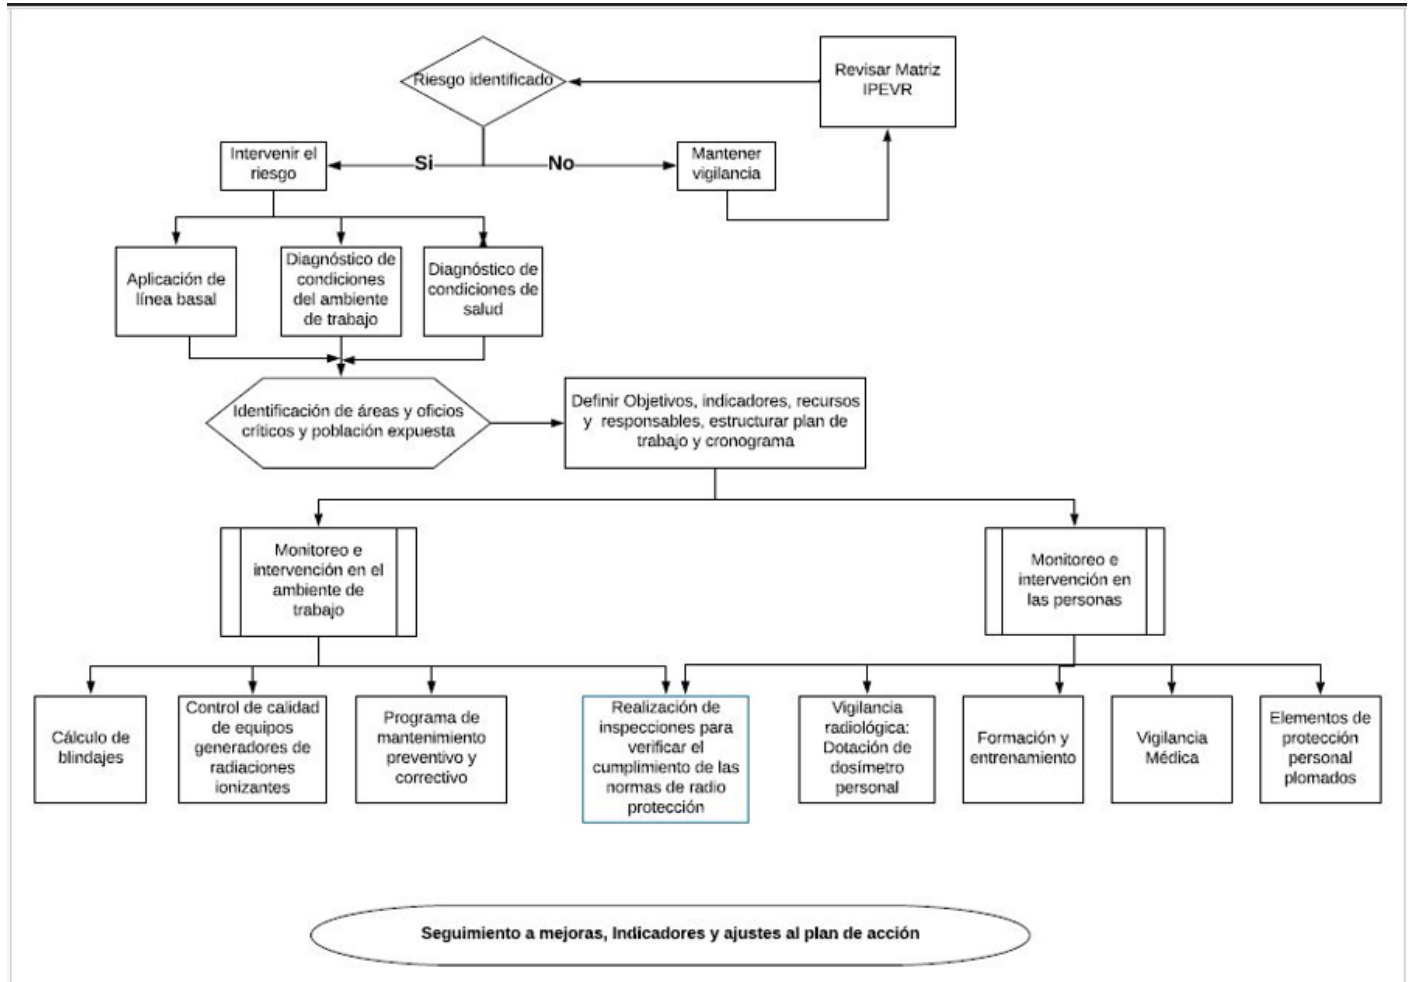 Riesgo identificado
Revisar Matriz
IPEVR
Intervenir el
riesgo
Si
No
Mantener
vigilancia
Aplicación de
línea basal
Diagnóstico de
condiciones
del ambiente
de trabajo
Diagnóstico de
condiciones de
salud
Identificación de áreas y oficios
críticos y población expuesta
Definir Objetivos, indicadores, recursos
y responsables, estructurar plan de
trabajo y cronograma
Monitoreo e
intervención en el
ambiente de
trabajo
Monitoreo e
intervención en
las personas
Cálculo de
blindajes
Control de calidad
de equipos
generadores de
radiaciones
ionizantes
Programa de
mantenimiento
preventivo y
correctivo
Realización de
inspecciones para
verificar el
cumplimiento de las
normas de radio
protección
Vigilancia
radiológica:
Dotación de
dosímetro
personal
Formación y
entrenamiento
Vigilancia
Médica
Elementos de
protección
personal
plomados
Seguimiento a mejoras, Indicadores y ajustes al plan de acción